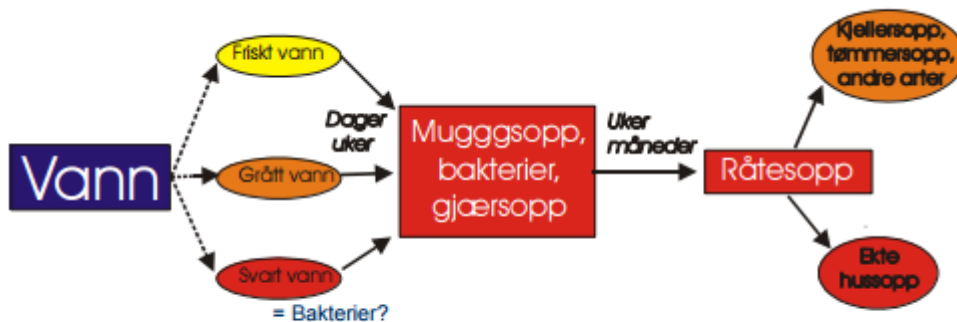 Vann
Friskt vann
Grått vann
Svart vann
= Bakterier?
Dager
uker
Mugggsopp,
bakterier,
gjærsopp
Uker
måneder
Råtesopp
Kjellersopp,
tømmersopp,
andre arter
Ekte
hussopp